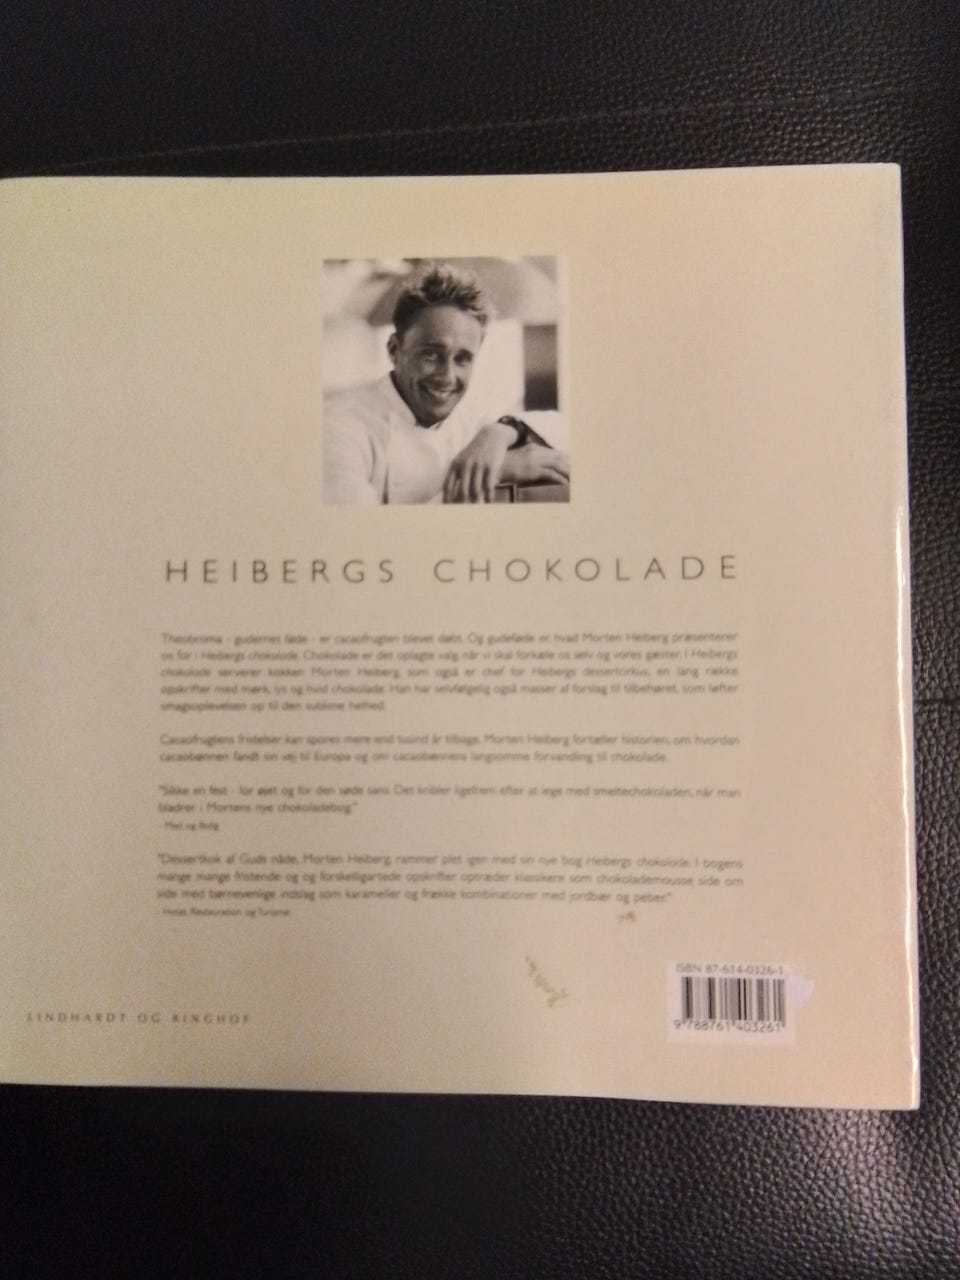 HEIBERGS CHOKOLADE
Theobroma - gudernes føde - er cacaofrugten blevet døbt. Og gudeføde er, hvad Morten Heiberg præsenterer
os for i Heibergs chokolade. Chokolade er det oplagte valg, når vi skal forkæle os selv og vores gæster. I Heibergs
chokolade serverer kokken Morten Heiberg, som også er chef for Heibergs dessertcirkus, en lang række
opskrifter med mørk, lys og hvid chokolade. Han har selvfølgelig også masser af forslag til tilbehøret, som løfter
smagsoplevelsen op til den sublime helhed.
Cacaofrugtens fristelser kan spores mere end tusind år tilbage. Morten Heiberg fortæller historien, om hvordan
cacaobønnen fandt sin vej til Europa og om cacaobønnens langsomme forvandling til chokolade.
"Sikke en fest - for øjet og for den søde sans. Det kribler ligefrem efter at lege med smeltechokoladen, når man
bladrer i Mortens nye chokoladebog."
- Mad og Bolig
"Dessertkok af Guds nåde, Morten Heiberg, rammer plet igen med sin nye bog Heibergs chokolade. I bogens
mange mange fristende og og forskelligartede opskrifter optræder klassikere som chokolademousse side om
side med børnevenlige indslag som karameller og frække kombinationer med jordbær og peber."
- Hotel, Restauration og Turisme
ISBN 87-614-0326-1
9 788761 403261
LINDHARDT OG RINGHOF